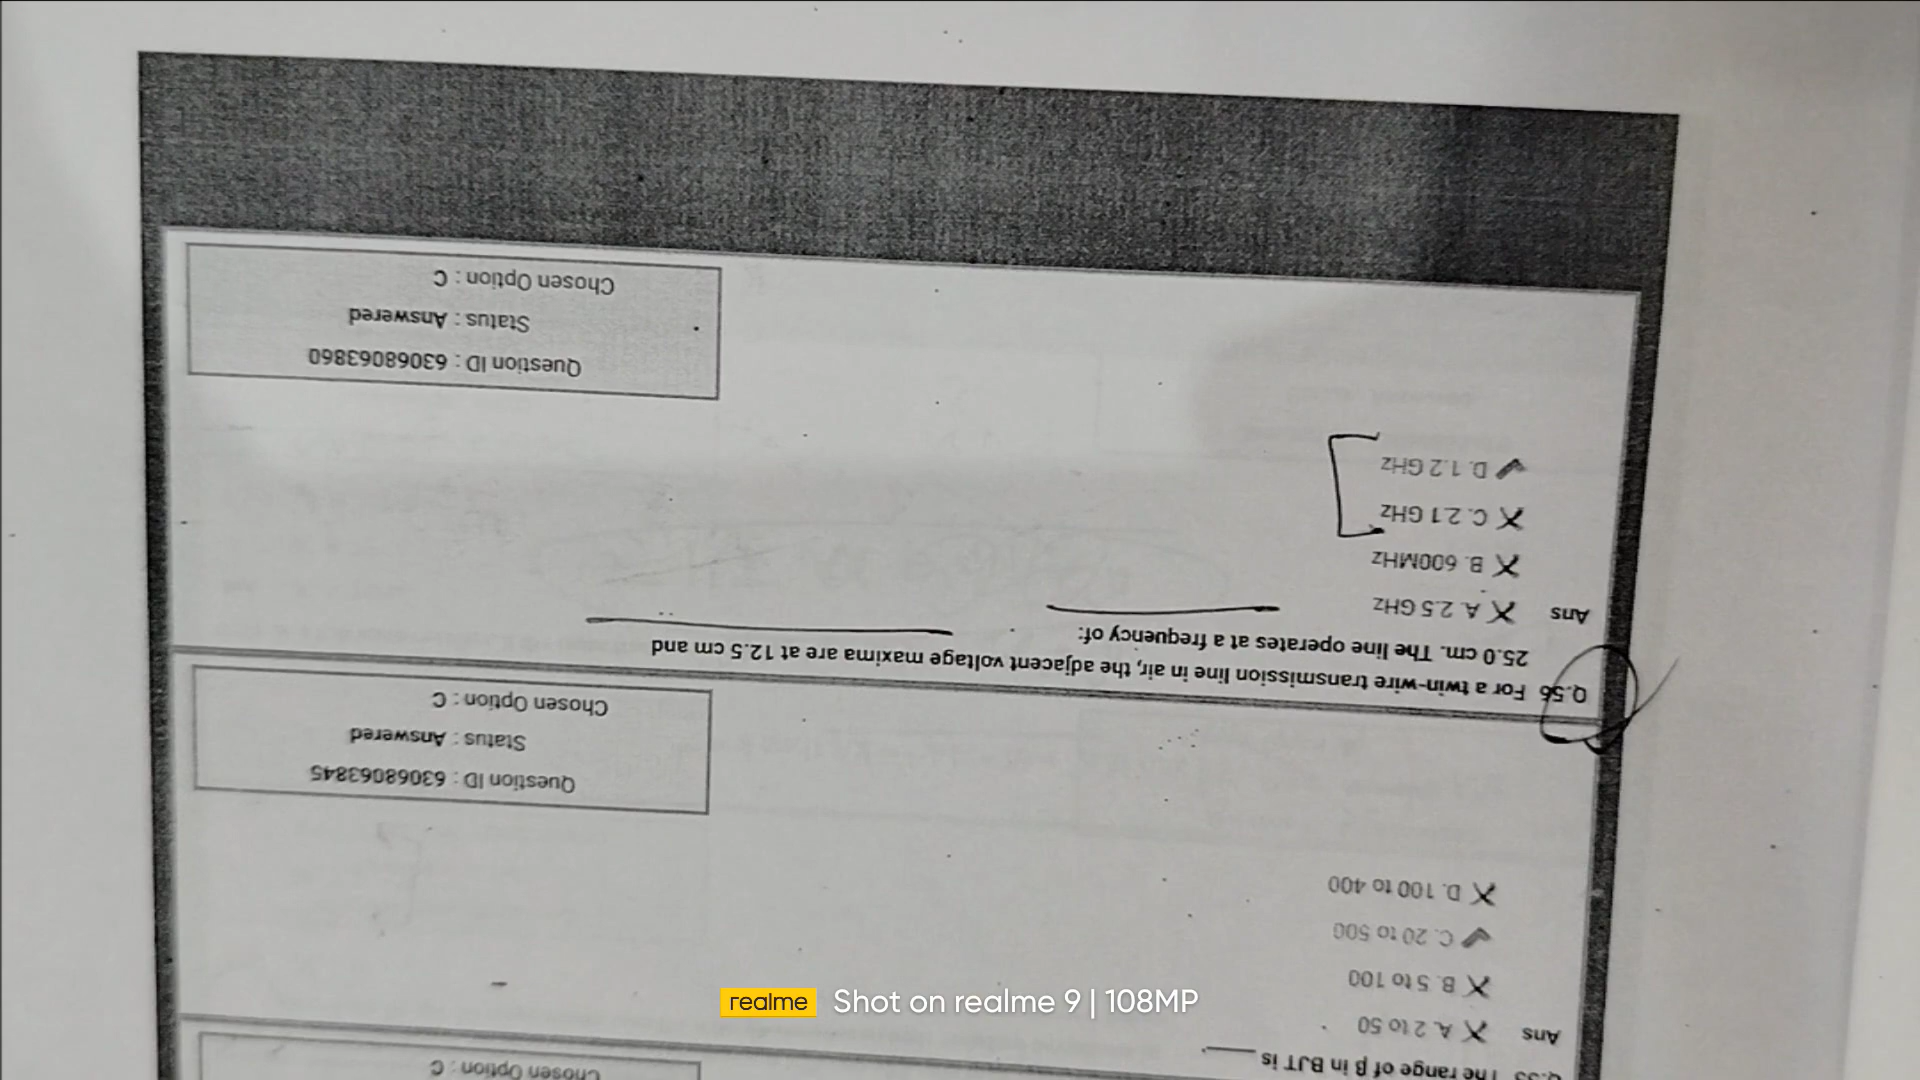 Q.56 For a twin-wire transmission line in air, the adjacent voltage maxima are at 12.5 cm and
25.0 cm. The line operates at a frequency of:
Ans A. 2.5 GHz
B. 600MHz
C. 2.1 GHz
D. 1.2 GHz
Question ID : 63068063860
Status : Answered
Chosen Option : C
The range of β in BJT is ____.
Ans A. 2 to 50
B. 5 to 100
C. 20 to 500
D. 100 to 400
Question ID : 63068063845
Status : Answered
Chosen Option : C
Chosen Option : C
realme Shot on realme 9 | 108MP